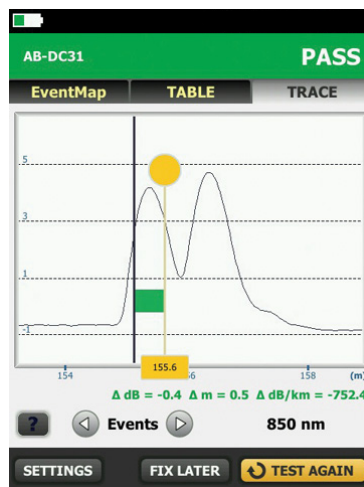 AB-DC31 PASS
EventMap TABLE TRACE
5
3
1
-1
155.6
154 156 158 (m)
Δ dB = -0.4 Δ m = 0.5 Δ dB/km = -752.4
? Events 850 nm
SETTINGS FIX LATER TEST AGAIN